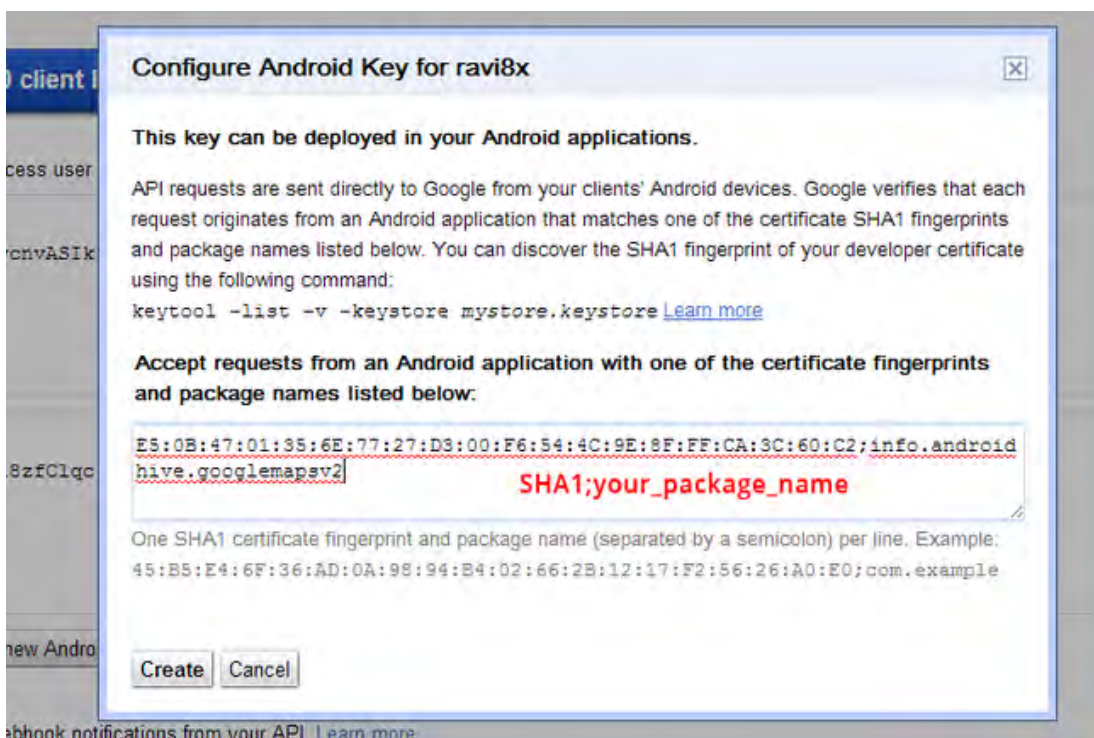 Configure Android Key for ravi8x
client I
This key can be deployed in your Android applications.
cess user
API requests are sent directly to Google from your clients' Android devices. Google verifies that each
request originates from an Android application that matches one of the certificate SHA1 fingerprints
and package names listed below. You can discover the SHA1 fingerprint of your developer certificate
rcnvASIk
using the following command:
keytool -list -v -keystore mystore.keystore Learn more
Accept requests from an Android application with one of the certificate fingerprints
and package names listed below:
E5:0B:47:01:35:6E:77:27:D3:00:F6:54:4C:9E:8F:FF:CA:3C:60:C2;info.android
hive.googlemapsv2
.8zfClqc
SHA1;your_package_name
One SHA1 certificate fingerprint and package name (separated by a semicolon) per line. Example:
45:B5:E4:6F:36:AD:0A:98:94:B4:02:66:2B:12:17:F2:56:26:A0:E0;com.example
new Andro
Create Cancel
ebhook notifications from your API. Learn more